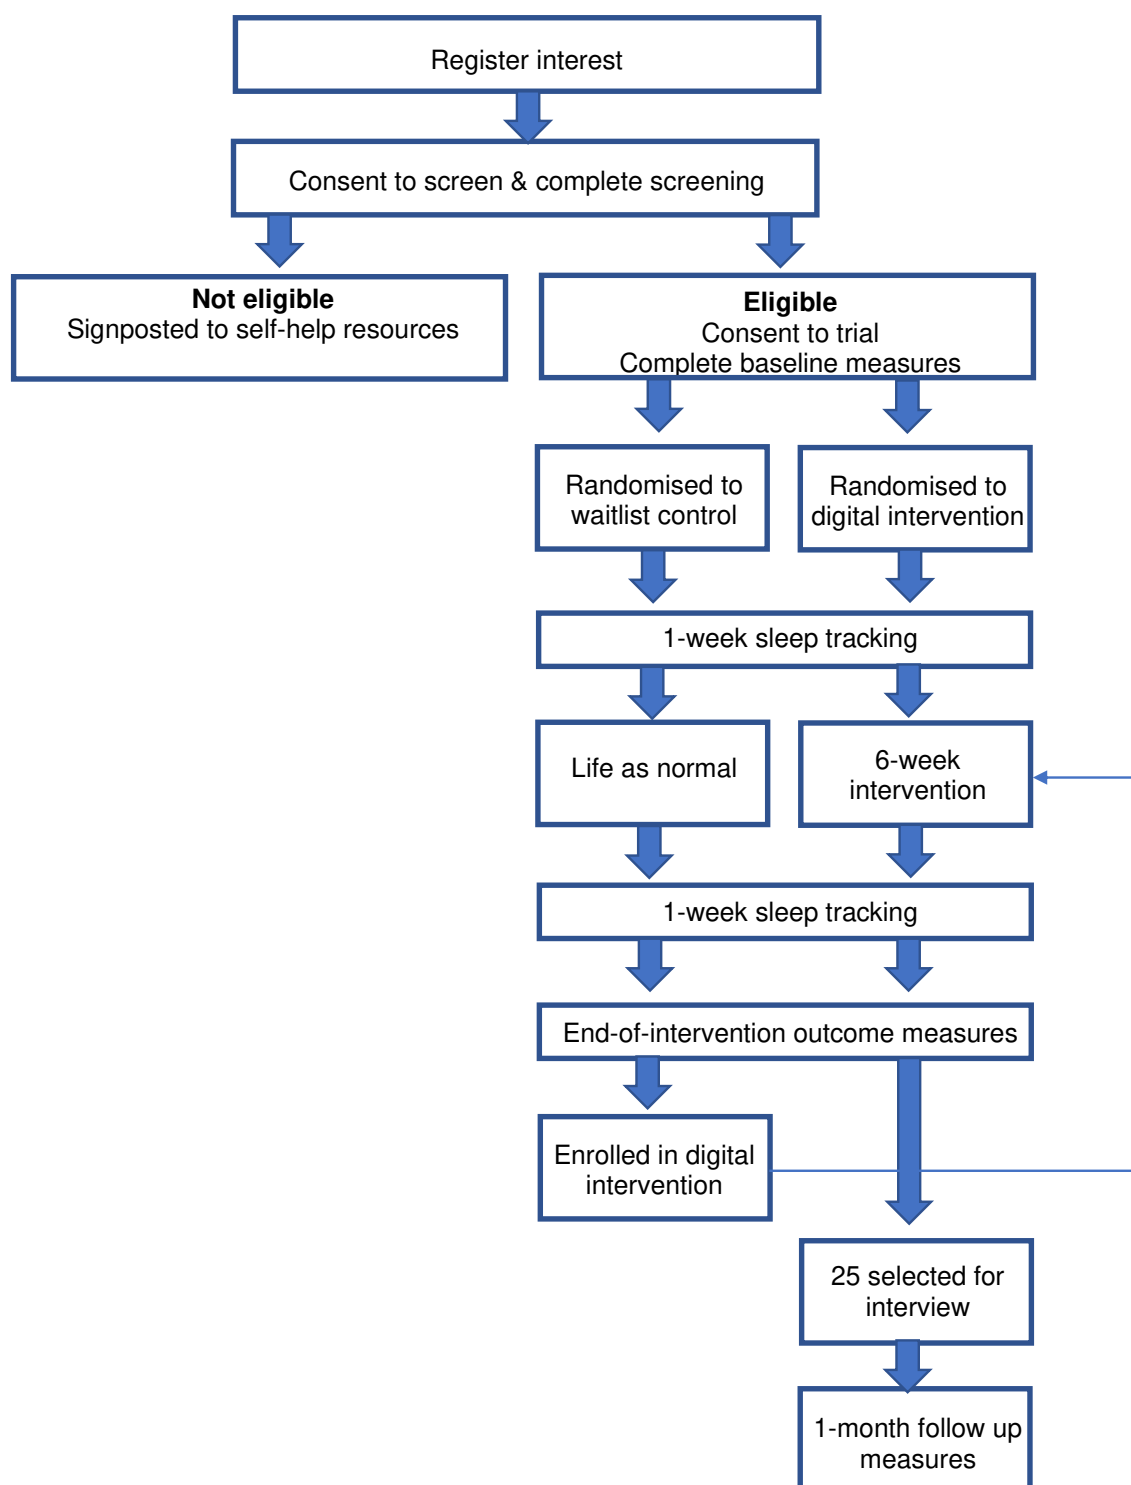 Register interest
Consent to screen & complete screening
Not eligible
Signposted to self-help resources
Eligible
Consent to trial
Complete baseline measures
Randomised to
waitlist control
Randomised to
digital intervention
1-week sleep tracking
Life as normal
6-week
intervention
1-week sleep tracking
End-of-intervention outcome measures
Enrolled in digital
intervention
25 selected for
interview
1-month follow up
measures